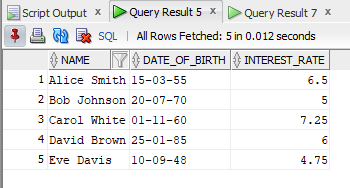 Script Output x Query Result 5 x Query Result 7 x
SQL | All Rows Fetched: 5 in 0.012 seconds
NAME DATE_OF_BIRTH INTEREST_RATE
1 Alice Smith 15-03-55 6.5
2 Bob Johnson 20-07-70 5
3 Carol White 01-11-60 7.25
4 David Brown 25-01-85 6
5 Eve Davis 10-09-48 4.75